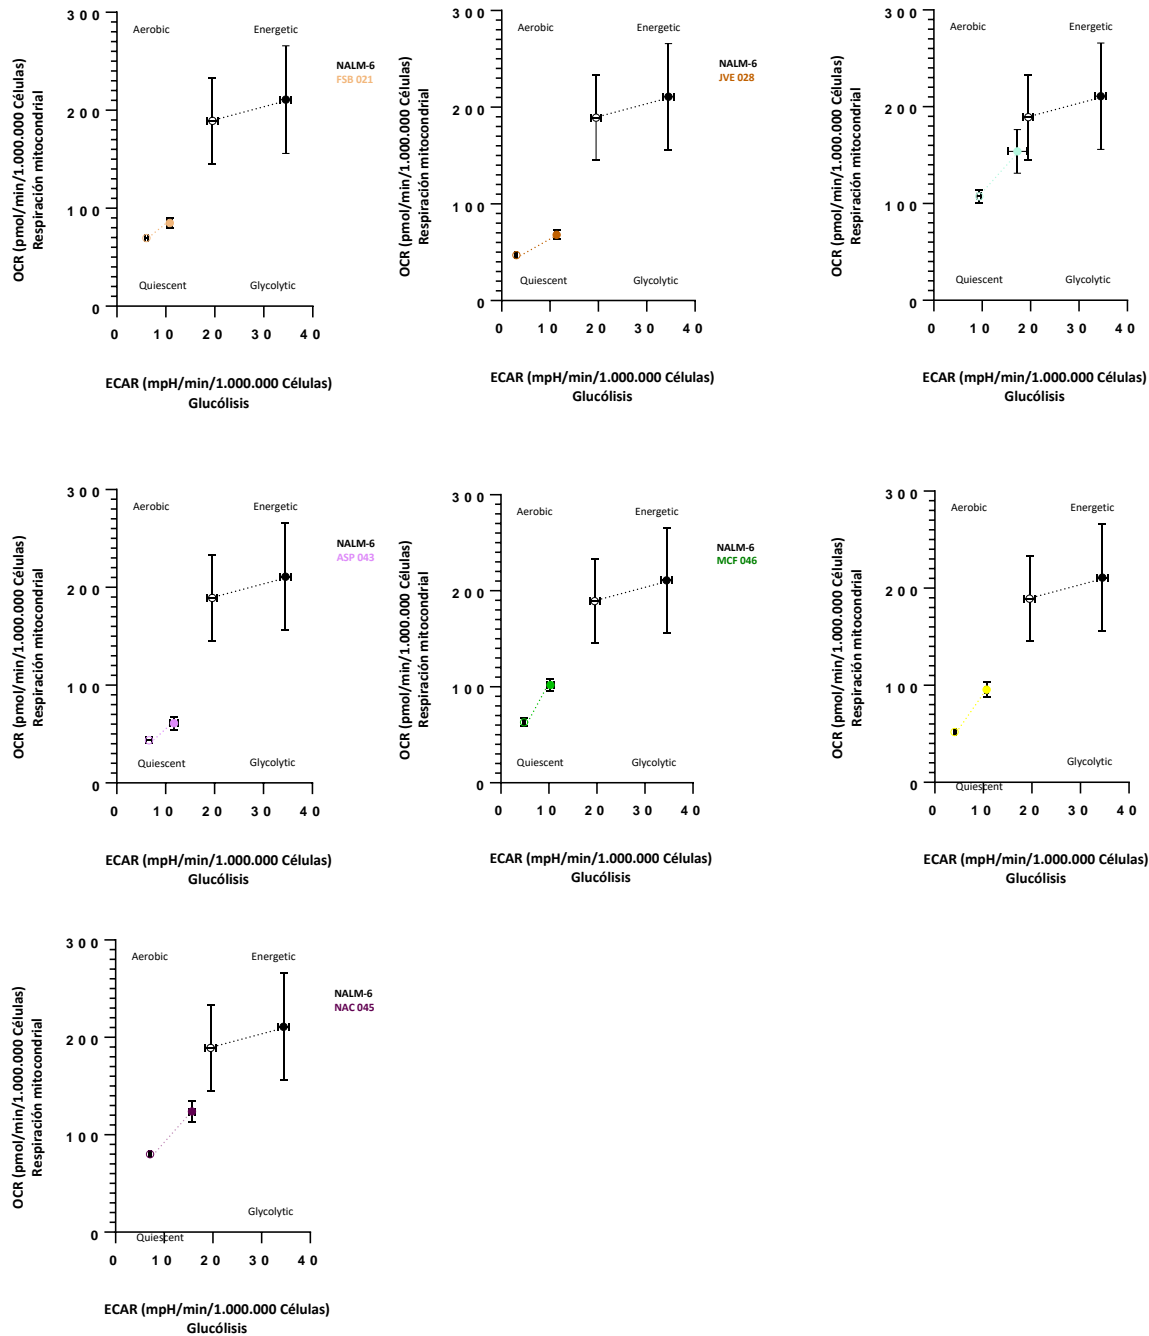 300
Aerobic
Energetic
200
100
0
Quiescent
Glycolytic
0 10 20 30 40
OCR (pmol/min/1.000.000 Células)
Respiración mitocondrial
ECAR (mpH/min/1.000.000 Células)
Glucólisis
NALM-6
FSB 021
300
Aerobic
Energetic
200
100
0
Quiescent
Glycolytic
0 10 20 30 40
OCR (pmol/min/1.000.000 Células)
Respiración mitocondrial
ECAR (mpH/min/1.000.000 Células)
Glucólisis
NALM-6
JVE 028
300
Aerobic
Energetic
200
100
0
Quiescent
Glycolytic
0 10 20 30 40
OCR (pmol/min/1.000.000 Células)
Respiración mitocondrial
ECAR (mpH/min/1.000.000 Células)
Glucólisis
300
Aerobic
Energetic
200
100
0
Quiescent
Glycolytic
0 10 20 30 40
OCR (pmol/min/1.000.000 Células)
Respiración mitocondrial
ECAR (mpH/min/1.000.000 Células)
Glucólisis
NALM-6
ASP 043
300
Aerobic
Energetic
200
100
0
Quiescent
Glycolytic
0 10 20 30 40
OCR (pmol/min/1.000.000 Células)
Respiración mitocondrial
ECAR (mpH/min/1.000.000 Células)
Glucólisis
NALM-6
MCF 046
300
Aerobic
Energetic
200
100
0
Glycolytic
Quiescent
0 10 20 30 40
OCR (pmol/min/1.000.000 Células)
Respiración mitocondrial
ECAR (mpH/min/1.000.000 Células)
Glucólisis
300
Aerobic
Energetic
200
100
0
Glycolytic
Quiescent
0 10 20 30 40
OCR (pmol/min/1.000.000 Células)
Respiración mitocondrial
ECAR (mpH/min/1.000.000 Células)
Glucólisis
NALM-6
NAC 045